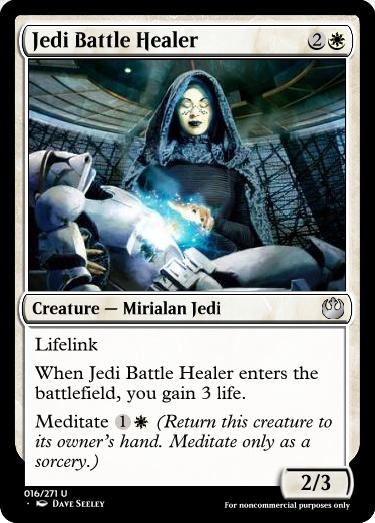 Jedi Battle Healer 2
Creature — Mirialan Jedi
Lifelink
When Jedi Battle Healer enters the
battlefield, you gain 3 life.
Meditate 1 (Return this creature to
its owner's hand. Meditate only as a
sorcery.)
2/3
016/271 U
· Dave Seeley
For noncommercial purposes only